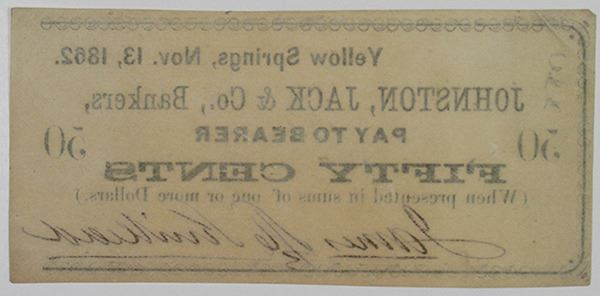 Yellow Springs, Nov. 13, 1862.
JOHNSTON, JACK & Co., Bankers,
50 PAY TO BEARER 50
FIFTY CENTS
(When presented in sums of one or more Dollars.)
James